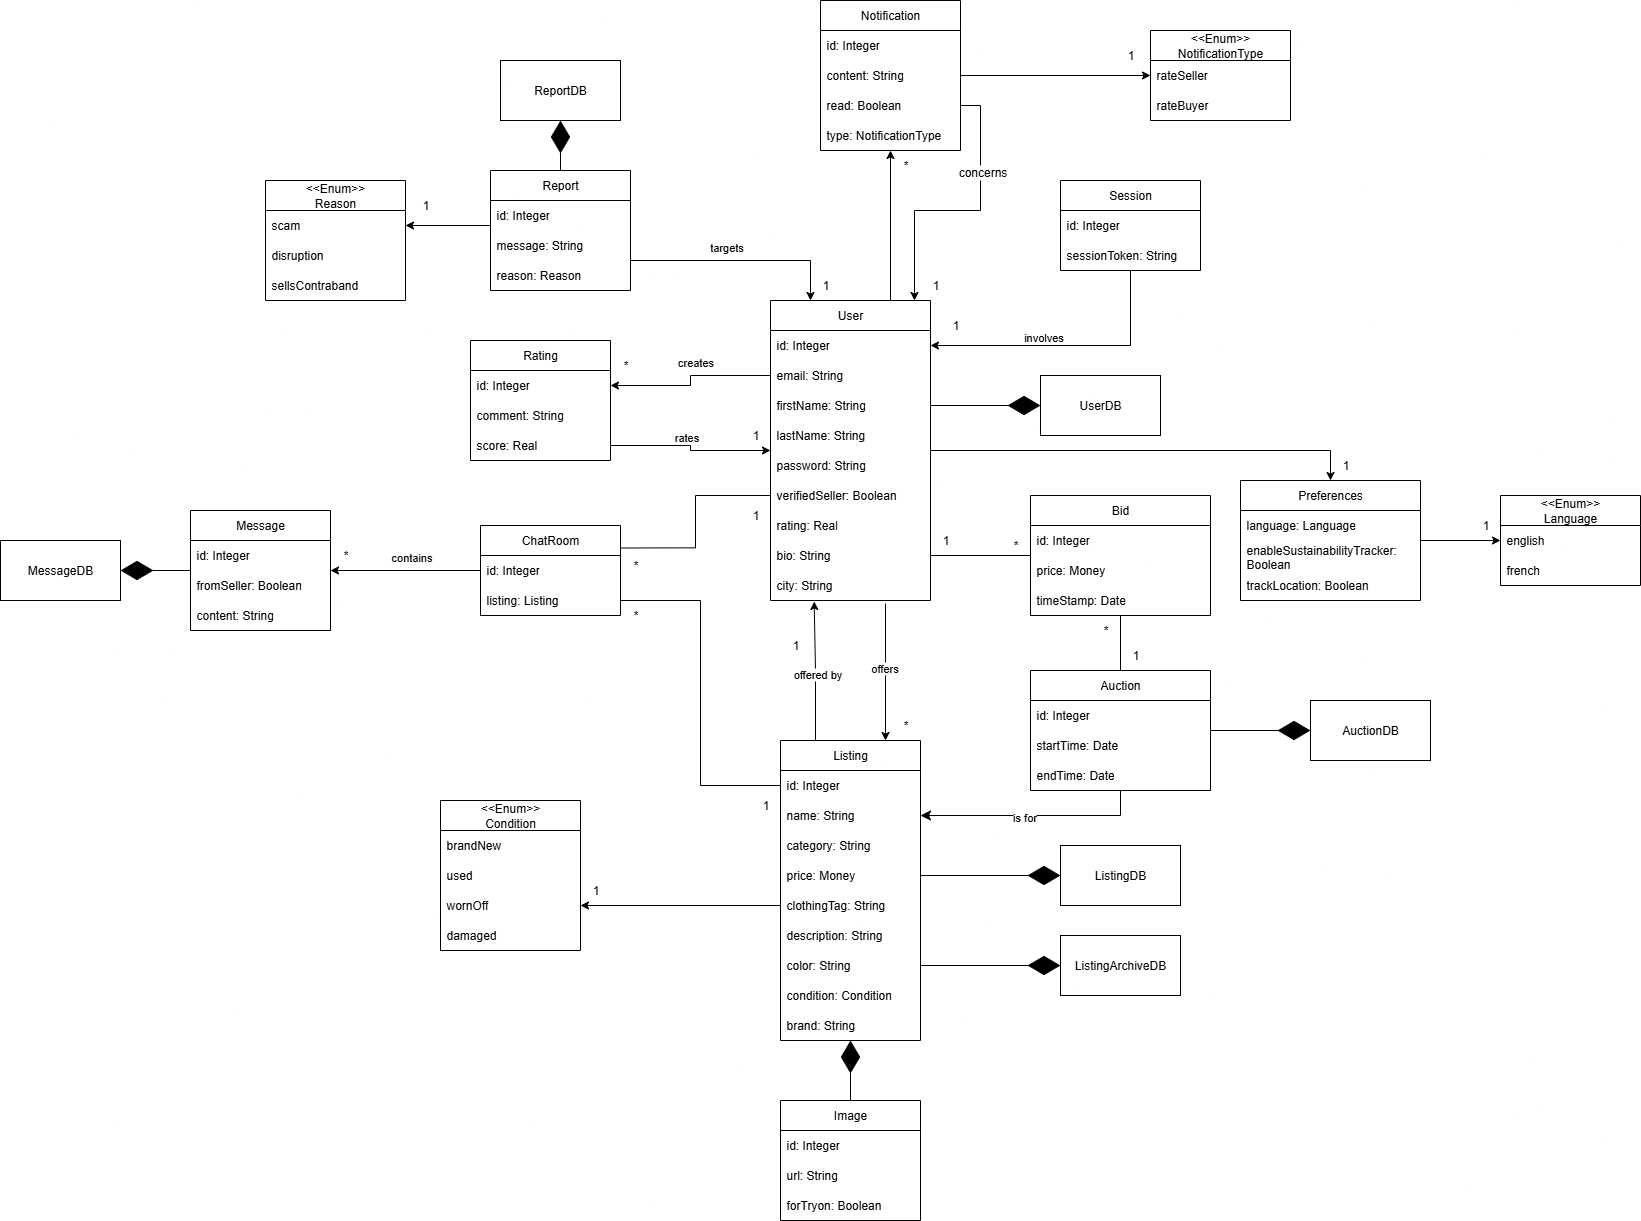 Notification
id: Integer
content: String
read: Boolean
type: NotificationType
*
concerns
1
<<Enum>>
NotificationType
rateSeller
rateBuyer
1
ReportDB
Report
id: Integer
message: String
reason: Reason
<<Enum>>
Reason
scam
disruption
sellsContraband
1
targets
1
Session
id: Integer
sessionToken: String
1
involves
User
id: Integer
email: String
firstName: String
lastName: String
password: String
verifiedSeller: Boolean
rating: Real
bio: String
city: String
Rating
id: Integer
comment: String
score: Real
*
creates
rates
1
UserDB
1
Preferences
language: Language
enableSustainabilityTracker:
Boolean
trackLocation: Boolean
1
<<Enum>>
Language
english
french
MessageDB
Message
id: Integer
fromSeller: Boolean
content: String
*
contains
ChatRoom
id: Integer
listing: Listing
1
*
*
1
*
Bid
id: Integer
price: Money
timeStamp: Date
*
1
Auction
id: Integer
startTime: Date
endTime: Date
AuctionDB
is for
1
offered by
offers
*
Listing
id: Integer
name: String
category: String
price: Money
clothingTag: String
description: String
color: String
condition: Condition
brand: String
1
<<Enum>>
Condition
brandNew
used
wornOff
damaged
1
ListingDB
ListingArchiveDB
Image
id: Integer
url: String
forTryon: Boolean